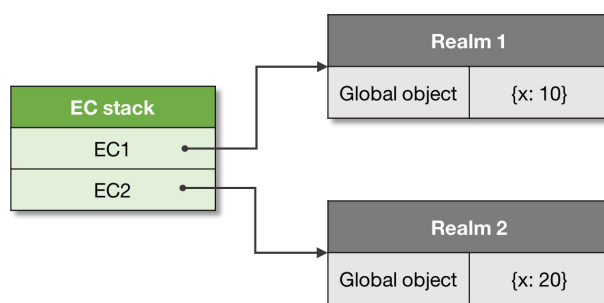 Realm 1
Global object {x: 10}
EC stack
EC1
EC2
Realm 2
Global object {x: 20}